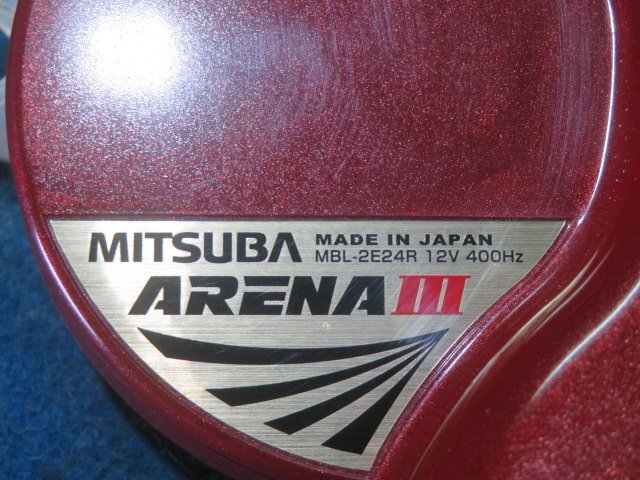 MITSUBA MADE IN JAPAN
MBL-2E24R 12V 400Hz
ARENA III